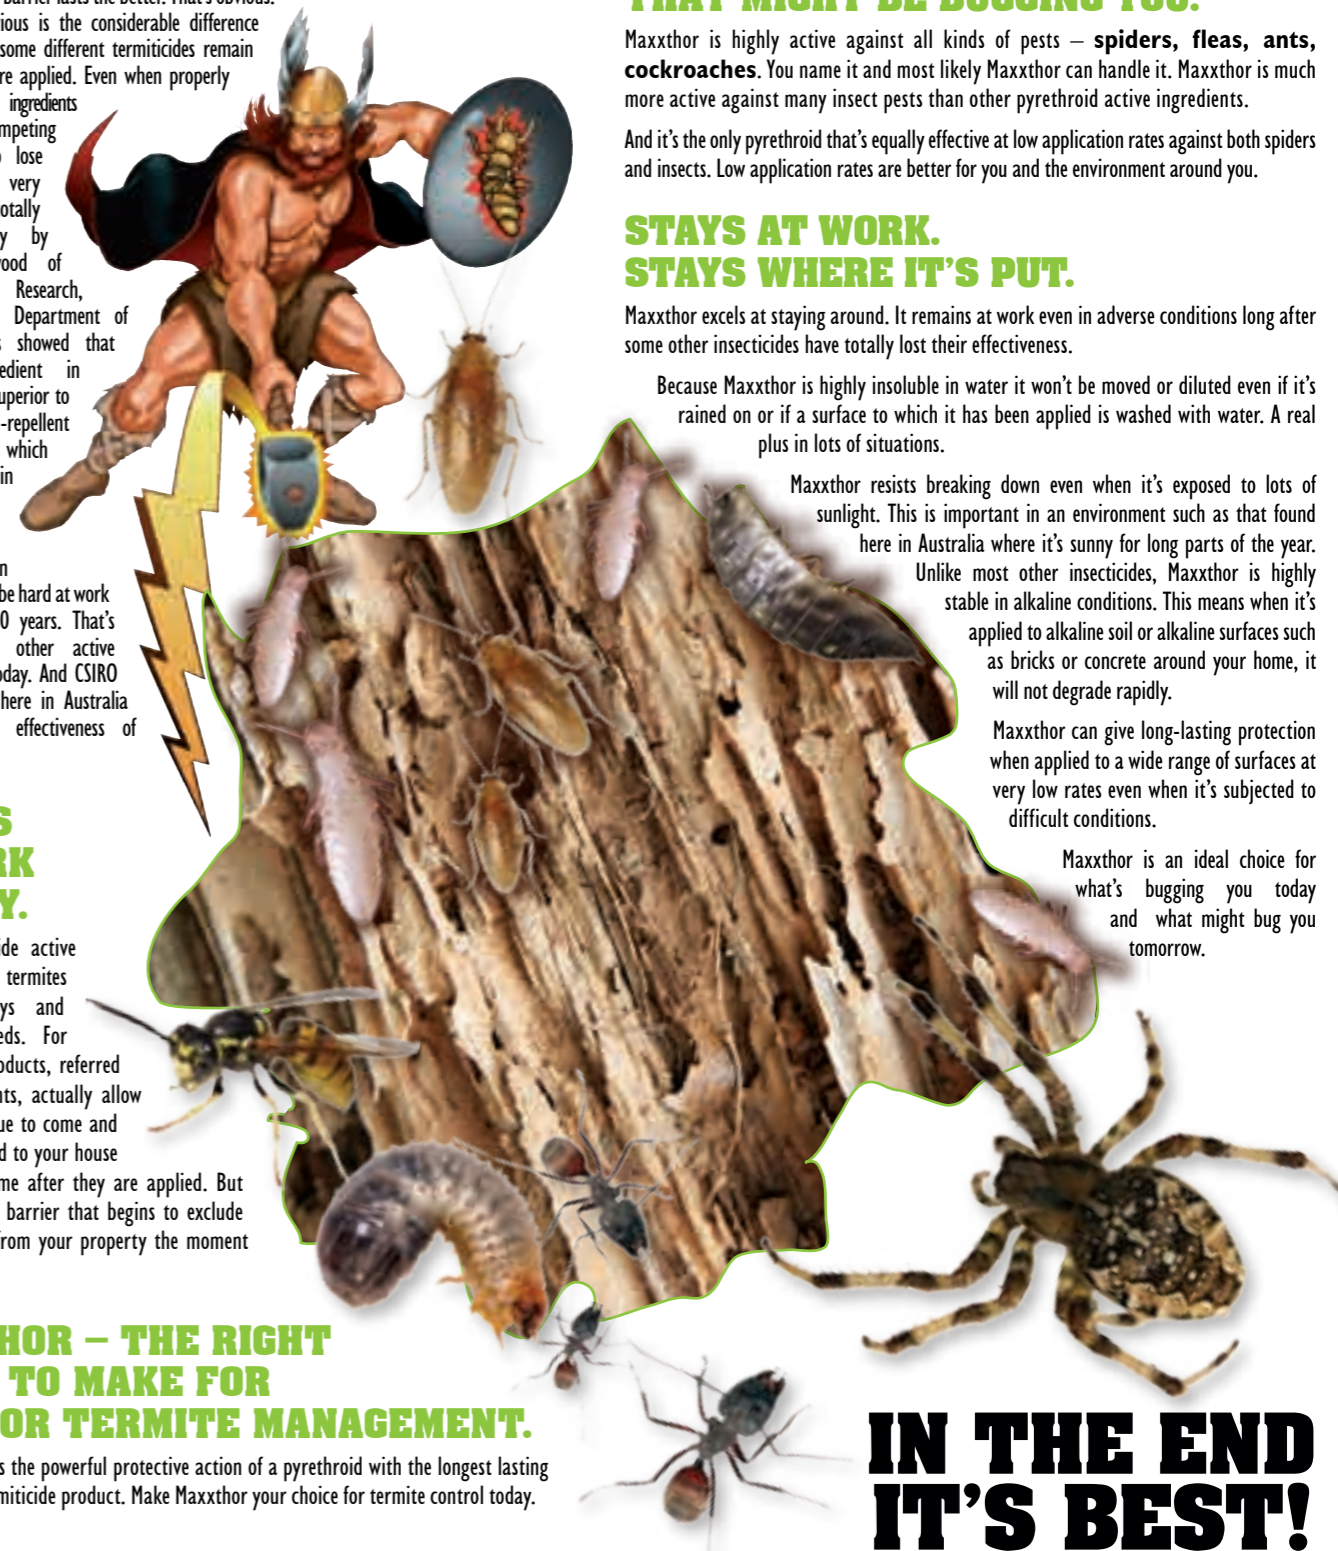 barrier lasts the better. That's obvious.
ious is the considerable difference
some different termiticides remain
re applied. Even when properly
ingredients
mpeting
lose
very
otally
y by
ood of
Research,
Department of
s showed that
edient in
uperior to
-repellent
which
in
n
be hard at work
0 years. That's
other active
oday. And CSIRO
here in Australia
effectiveness of
S
RK
Y.
ide active
termites
ys and
eds. For
oducts, referred
nts, actually allow
ue to come and
d to your house
me after they are applied. But
barrier that begins to exclude
from your property the moment
HOR – THE RIGHT
TO MAKE FOR
OR TERMITE MANAGEMENT.
s the powerful protective action of a pyrethroid with the longest lasting
miticide product. Make Maxxthor your choice for termite control today.
THAT MIGHT BE BUGGING YOU.
Maxxthor is highly active against all kinds of pests – spiders, fleas, ants,
cockroaches. You name it and most likely Maxxthor can handle it. Maxxthor is much
more active against many insect pests than other pyrethroid active ingredients.
And it's the only pyrethroid that's equally effective at low application rates against both spiders
and insects. Low application rates are better for you and the environment around you.
STAYS AT WORK.
STAYS WHERE IT'S PUT.
Maxxthor excels at staying around. It remains at work even in adverse conditions long after
some other insecticides have totally lost their effectiveness.
Because Maxxthor is highly insoluble in water it won't be moved or diluted even if it's
rained on or if a surface to which it has been applied is washed with water. A real
plus in lots of situations.
Maxxthor resists breaking down even when it's exposed to lots of
sunlight. This is important in an environment such as that found
here in Australia where it's sunny for long parts of the year.
Unlike most other insecticides, Maxxthor is highly
stable in alkaline conditions. This means when it's
applied to alkaline soil or alkaline surfaces such
as bricks or concrete around your home, it
will not degrade rapidly.
Maxxthor can give long-lasting protection
when applied to a wide range of surfaces at
very low rates even when it's subjected to
difficult conditions.
Maxxthor is an ideal choice for
what's bugging you today
and what might bug you
tomorrow.
IN THE END
IT'S BEST!